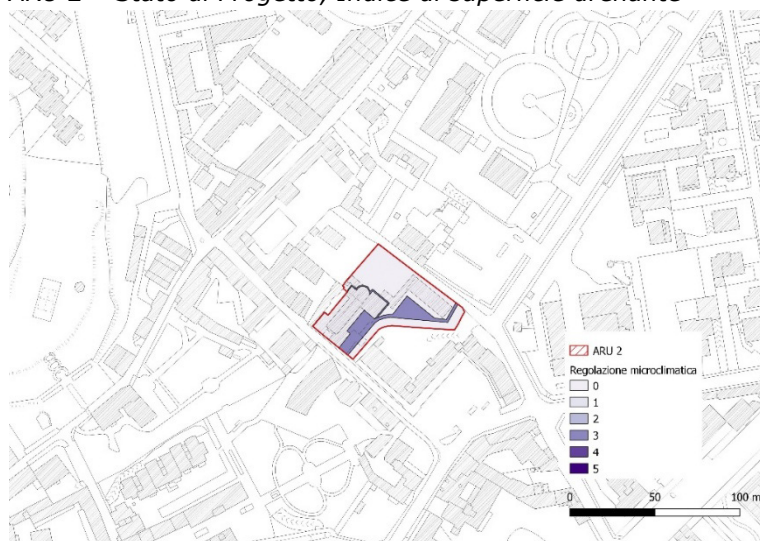 ARU 2 – Stato di Progetto, Indice di Superficie drenante
ARU 2
Regolazione microclimatica
0
1
2
3
4
5
0 50 100 m